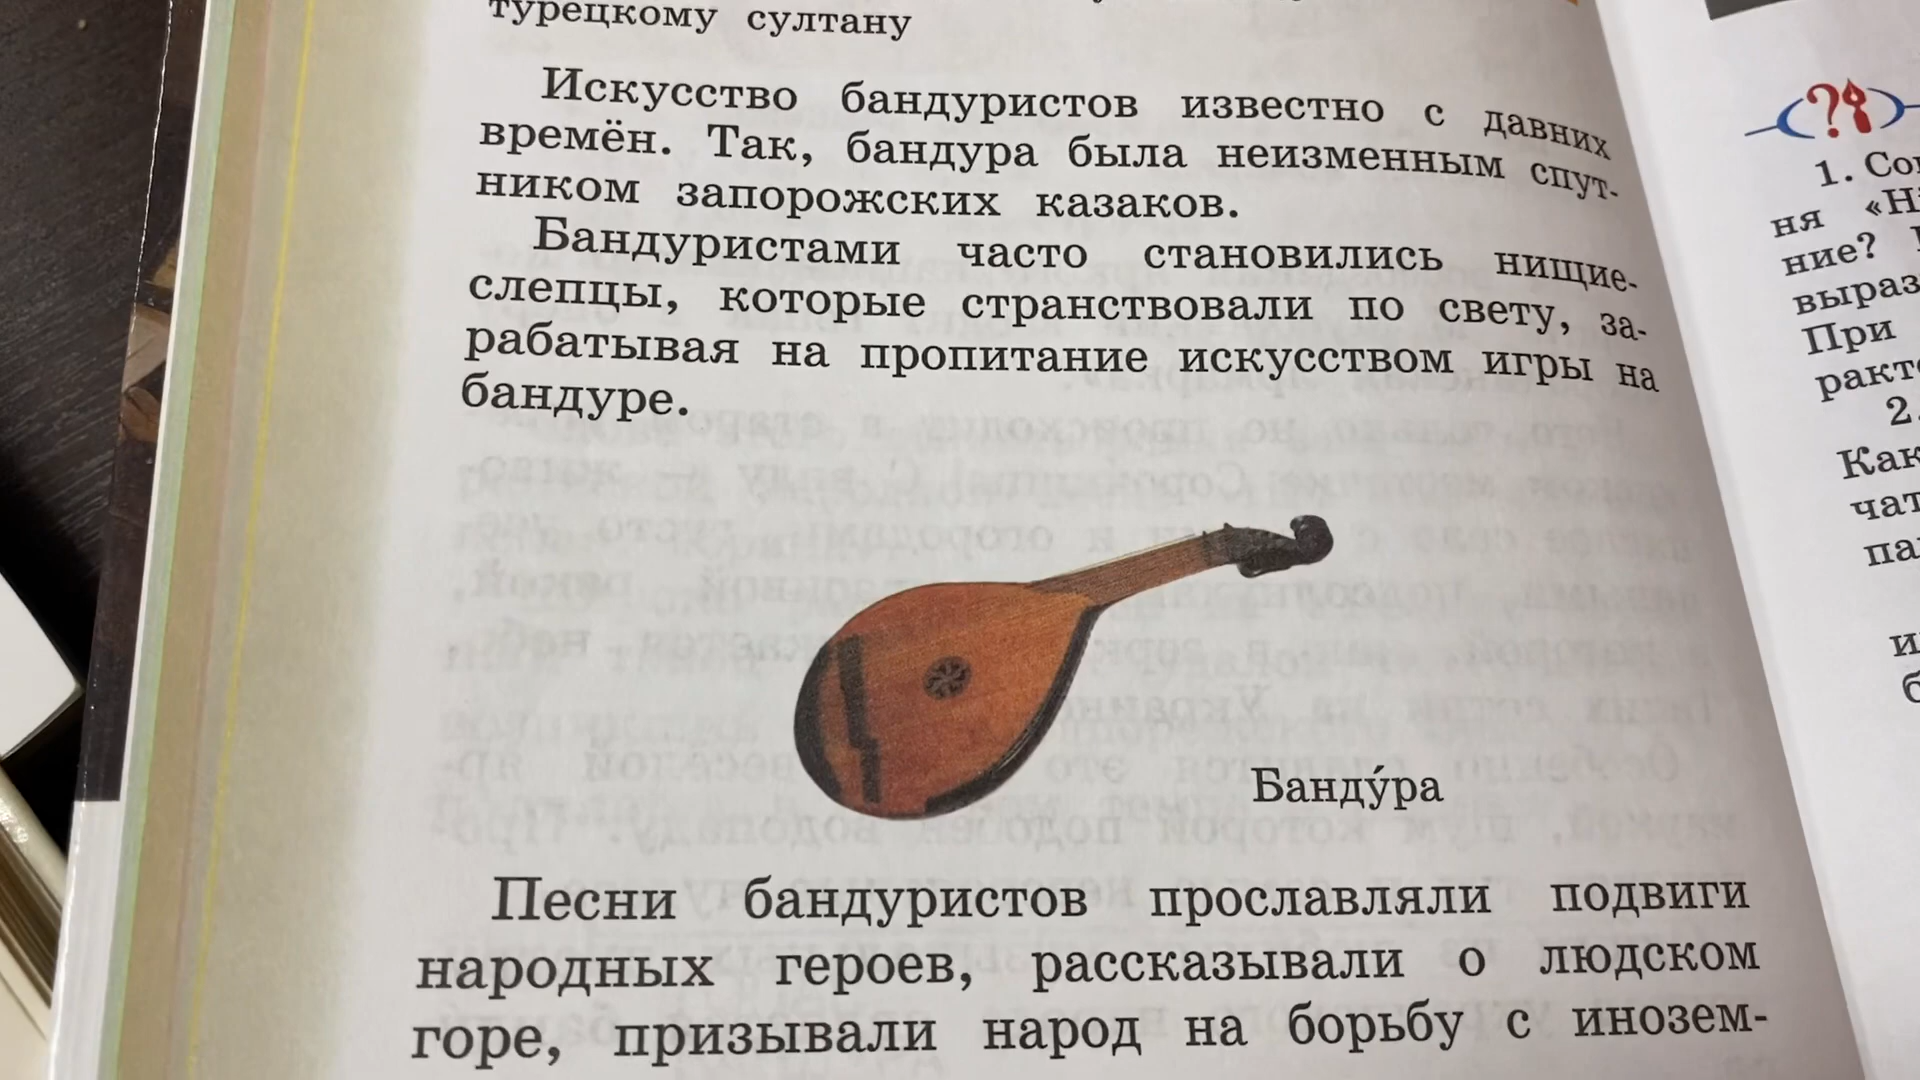 турецкому султану
Искусство бандуристов известно с давних
времён. Так, бандура была неизменным спут-
ником запорожских казаков.
Бандуристами часто становились нищие-
слепцы, которые странствовали по свету, за-
рабатывая на пропитание искусством игры на
бандуре.
Банду́ра
Песни бандуристов прославляли подвиги
народных героев, рассказывали о людском
горе, призывали народ на борьбу с инозем-
?
1.
ня
ние?
При
2.